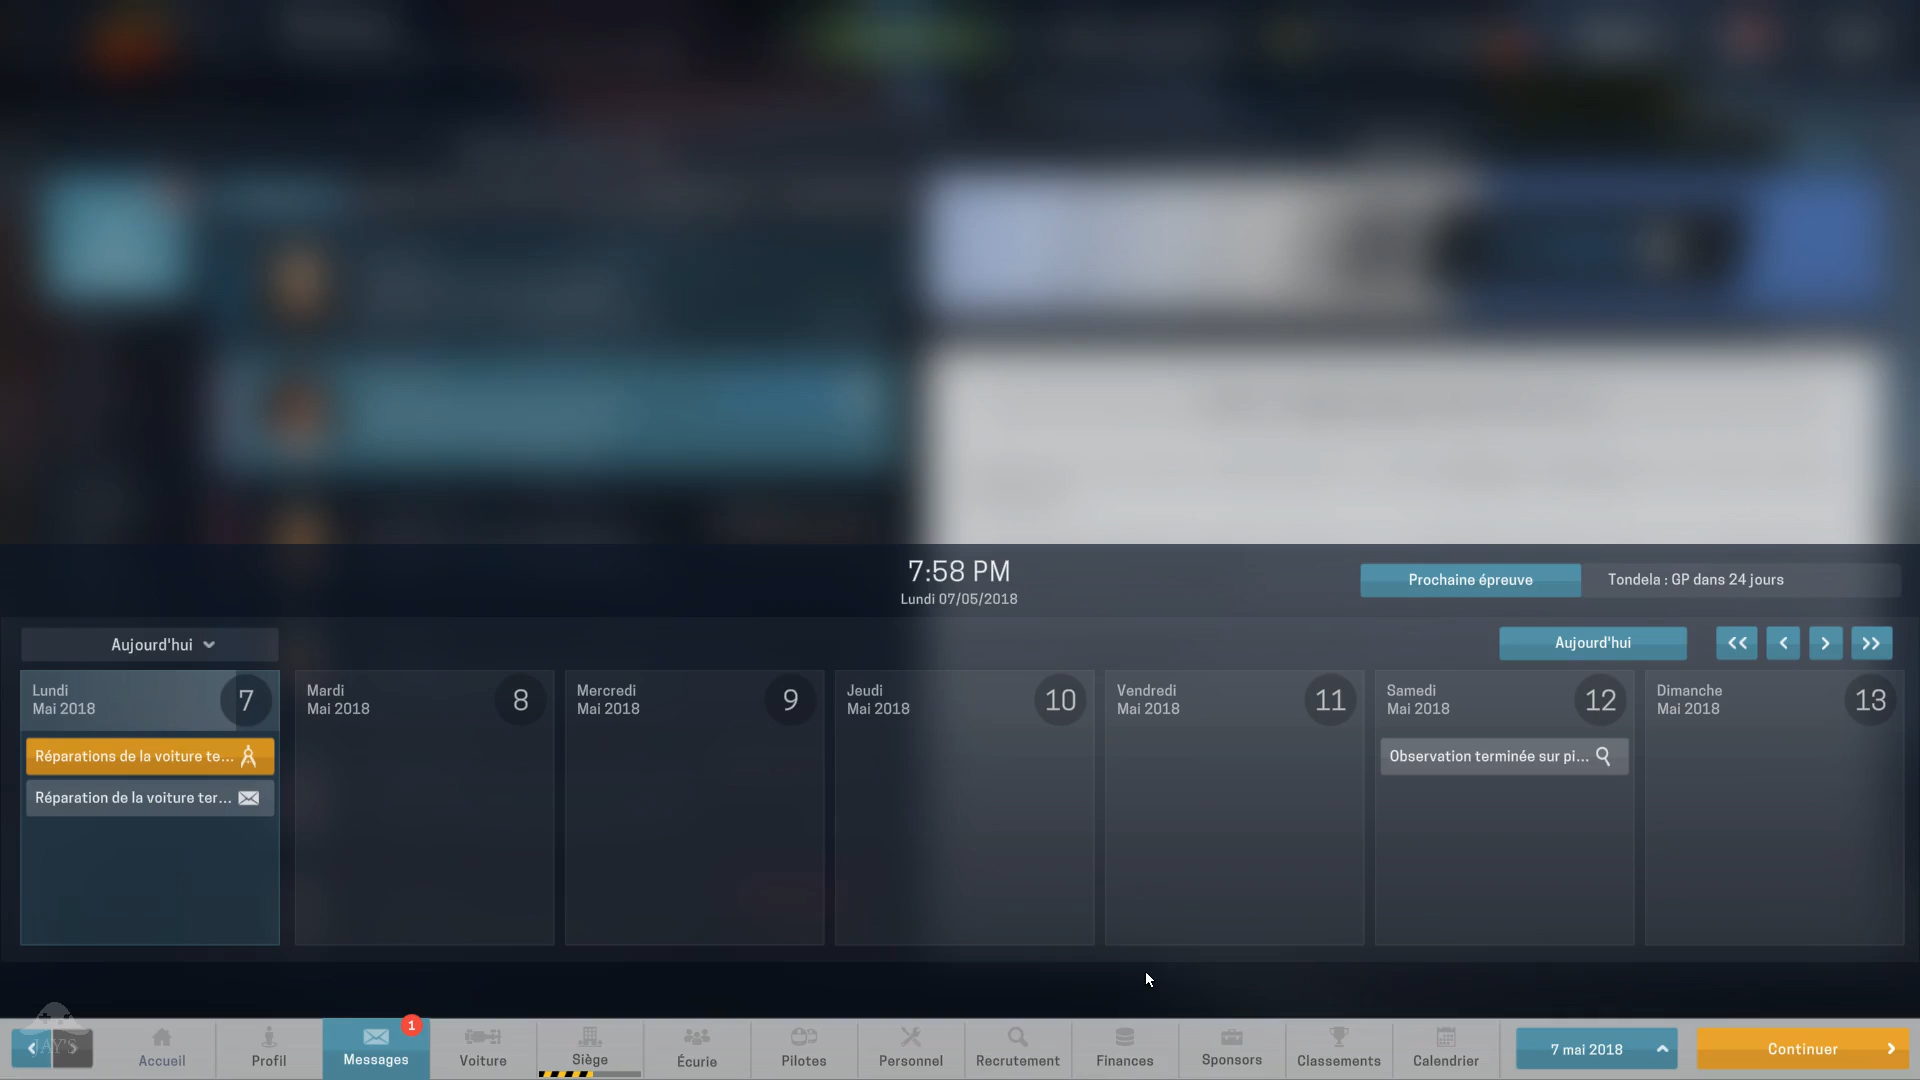 7:58 PM
Lundi 07/05/2018
Prochaine épreuve
Tondela : GP dans 24 jours
Aujourd'hui
Aujourd'hui
Lundi
Mai 2018
7
Réparations de la voiture te...
Réparation de la voiture ter...
Mardi
Mai 2018
8
Mercredi
Mai 2018
9
Jeudi
Mai 2018
10
Vendredi
Mai 2018
11
Samedi
Mai 2018
12
Observation terminée sur pi...
Dimanche
Mai 2018
13
JAY'S
Accueil
Profil
1
Messages
Voiture
Siège
Écurie
Pilotes
Personnel
Recrutement
Finances
Sponsors
Classements
Calendrier
7 mai 2018
Continuer